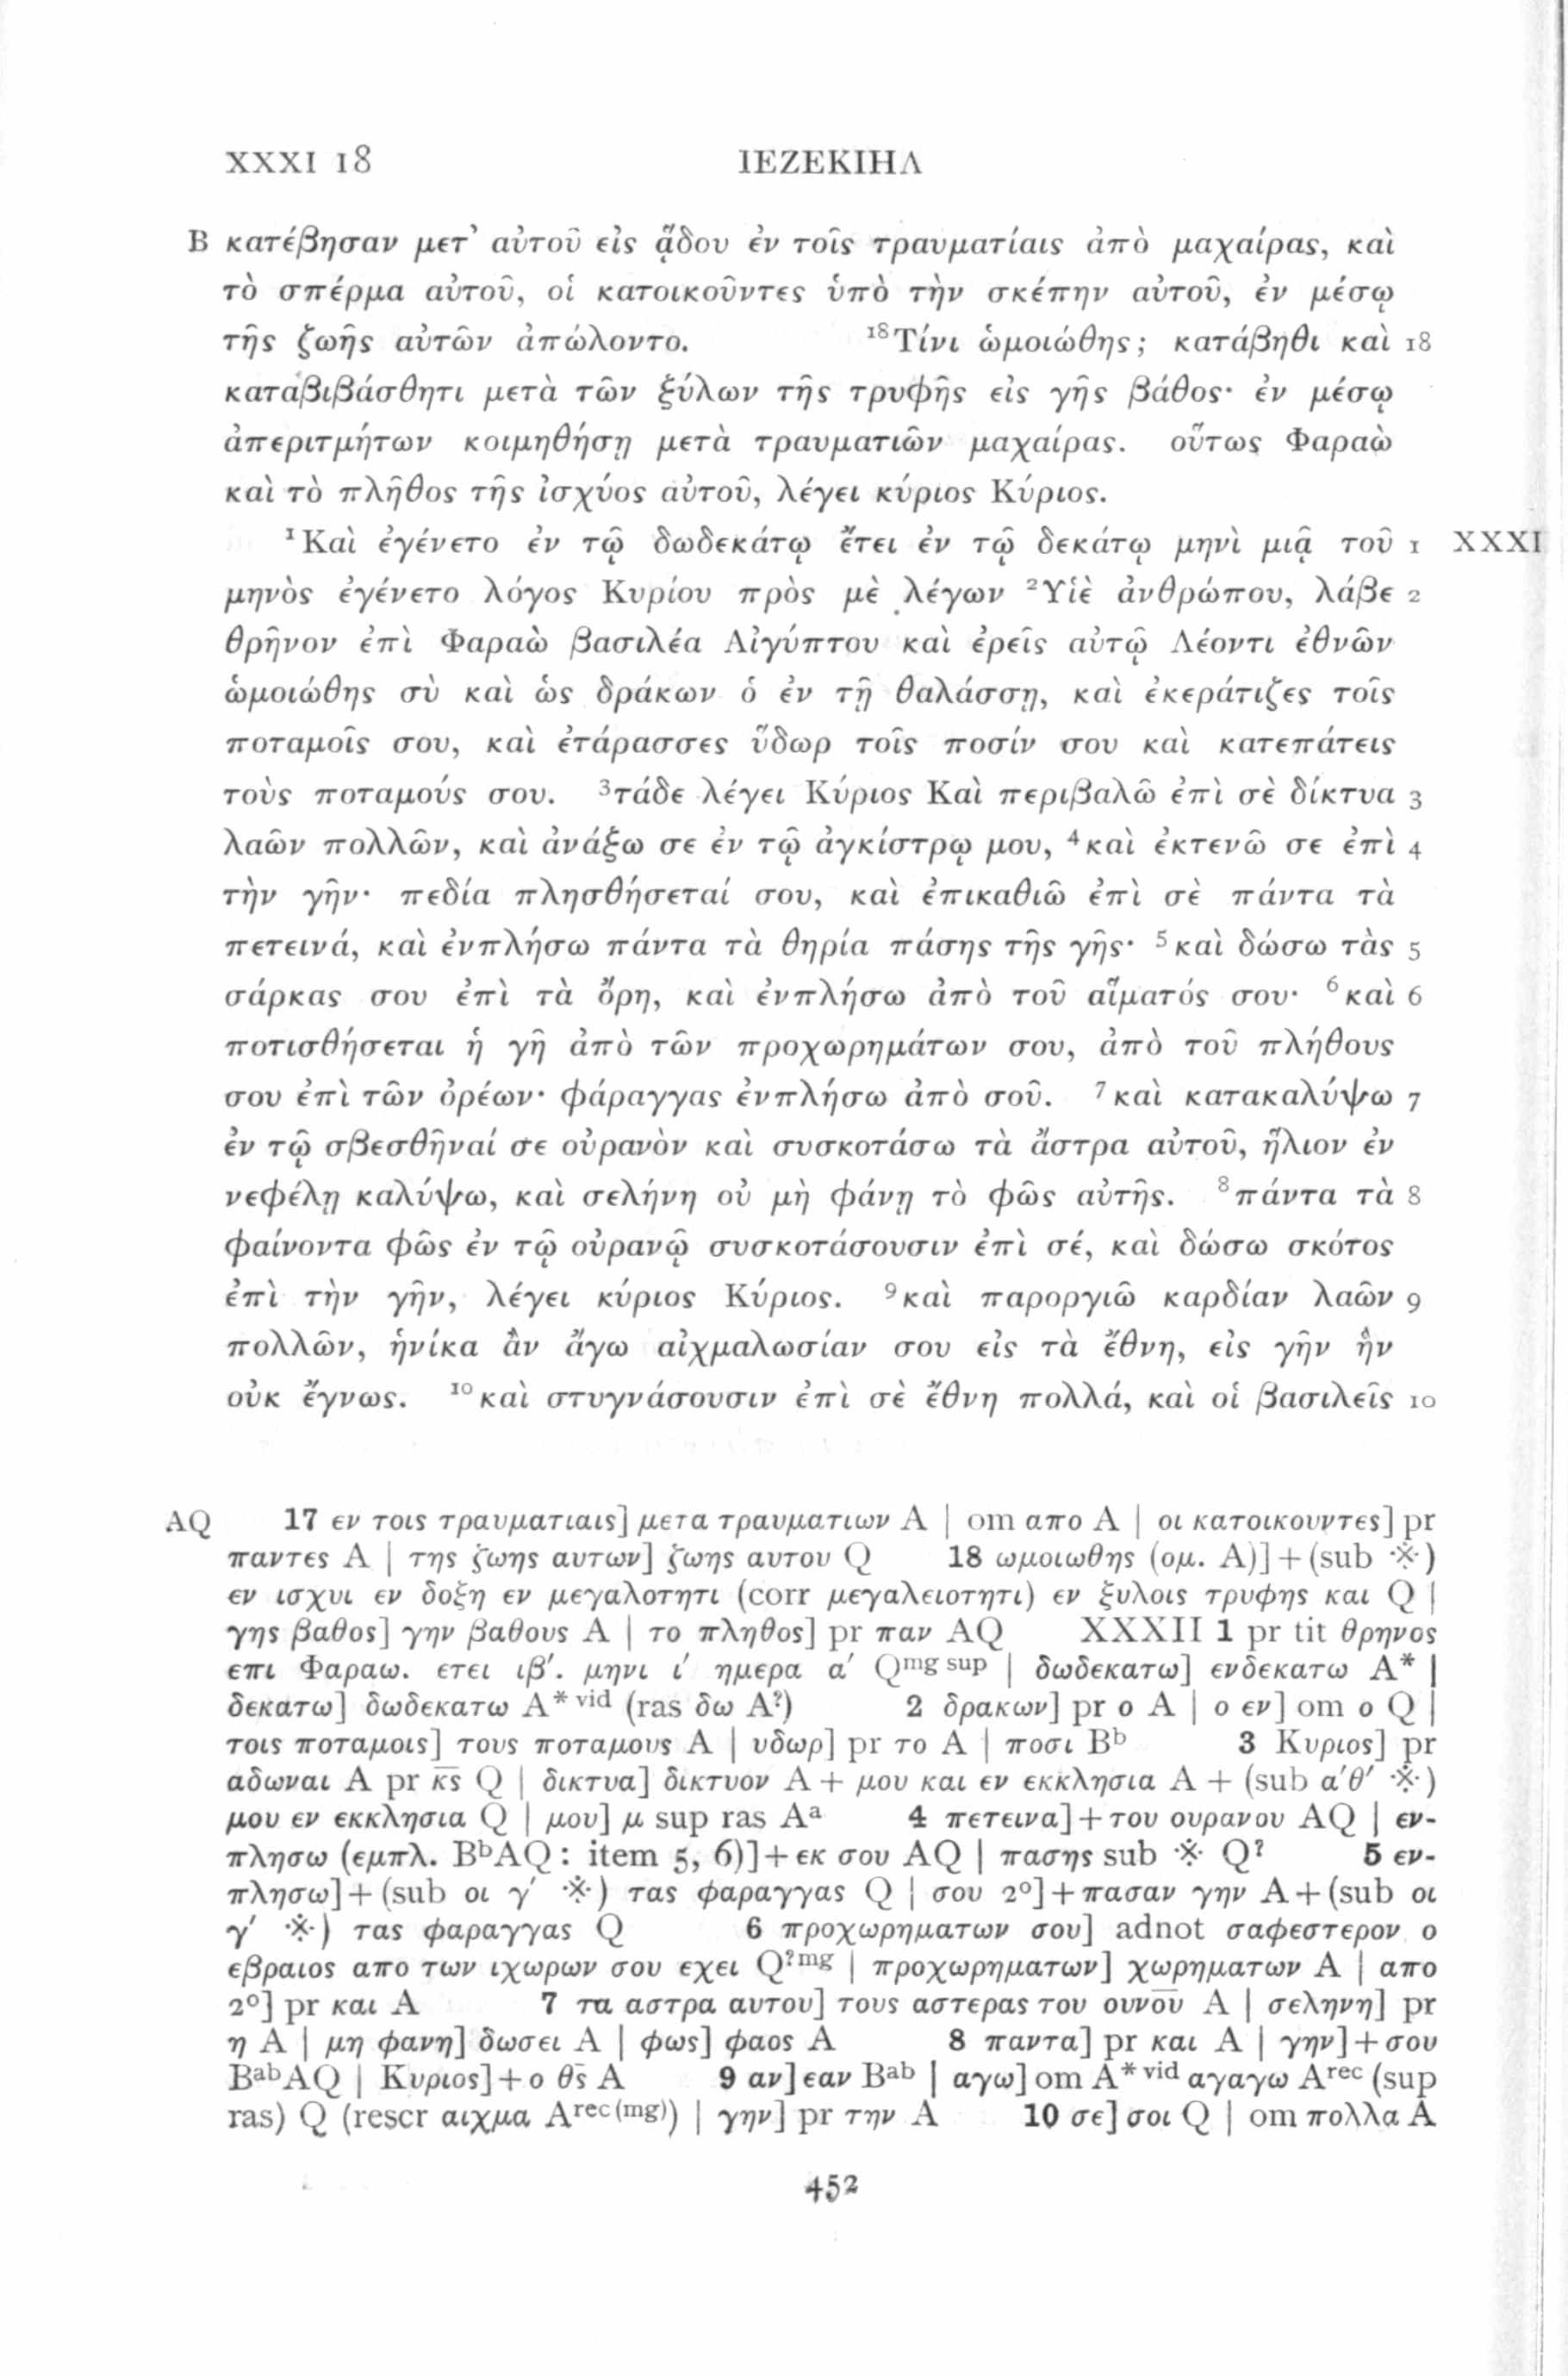 XXXI 18 ΙΕΖΕΚΙΗΛ
B κατέβησαν μετ᾽ αὐτοῦ εἰς ᾅδου ἐν τοῖς τραυματίαις ἀπὸ μαχαίρας, καὶ
τὸ σπέρμα αὐτοῦ, οἱ κατοικοῦντες ὑπὸ τὴν σκέπην αὐτοῦ, ἐν μέσῳ
τῆς ζωῆς αὐτῶν ἀπώλοντο. ¹⁸Τίνι ὡμοιώθης; κατάβηθι καὶ 18
καταβιβάσθητι μετὰ τῶν ξύλων τῆς τρυφῆς εἰς γῆς βάθος· ἐν μέσῳ
ἀπεριτμήτων κοιμηθήσῃ μετὰ τραυματιῶν μαχαίρας. οὕτως Φαραὼ
καὶ τὸ πλῆθος τῆς ἰσχύος αὐτοῦ, λέγει κύριος Κύριος.
¹Καὶ ἐγένετο ἐν τῷ δωδεκάτῳ ἔτει ἐν τῷ δεκάτῳ μηνὶ μιᾷ τοῦ 1 XXXI
μηνὸς ἐγένετο λόγος Κυρίου πρὸς μὲ λέγων ²Υἱὲ ἀνθρώπου, λάβε 2
θρῆνον ἐπὶ Φαραὼ βασιλέα Αἰγύπτου καὶ ἐρεῖς αὐτῷ Λέοντι ἐθνῶν
ὡμοιώθης σὺ καὶ ὡς δράκων ὁ ἐν τῇ θαλάσσῃ, καὶ ἐκεράτιζες τοῖς
ποταμοῖς σου, καὶ ἐτάρασσες ὕδωρ τοῖς ποσίν σου καὶ κατεπάτεις
τοὺς ποταμούς σου. ³τάδε λέγει Κύριος Καὶ περιβαλῶ ἐπὶ σὲ δίκτυα 3
λαῶν πολλῶν, καὶ ἀνάξω σε ἐν τῷ ἀγκίστρῳ μου, ⁴καὶ ἐκτενῶ σε ἐπὶ 4
τὴν γῆν· πεδία πλησθήσεταί σου, καὶ ἐπικαθιῶ ἐπὶ σὲ πάντα τὰ
πετεινά, καὶ ἐνπλήσω πάντα τὰ θηρία πάσης τῆς γῆς· ⁵καὶ δώσω τὰς 5
σάρκας σου ἐπὶ τὰ ὄρη, καὶ ἐνπλήσω ἀπὸ τοῦ αἵματός σου· ⁶καὶ 6
ποτισθήσεται ἡ γῆ ἀπὸ τῶν προχωρημάτων σου, ἀπὸ τοῦ πλήθους
σου ἐπὶ τῶν ὀρέων· φάραγγας ἐνπλήσω ἀπὸ σοῦ. ⁷καὶ κατακαλύψω 7
ἐν τῷ σβεσθῆναί σε οὐρανὸν καὶ συσκοτάσω τὰ ἄστρα αὐτοῦ, ἥλιον ἐν
νεφέλῃ καλύψω, καὶ σελήνη οὐ μὴ φάνῃ τὸ φῶς αὐτῆς. ⁸πάντα τὰ 8
φαίνοντα φῶς ἐν τῷ οὐρανῷ συσκοτάσουσιν ἐπὶ σέ, καὶ δώσω σκότος
ἐπὶ τὴν γῆν, λέγει κύριος Κύριος. ⁹καὶ παροργιῶ καρδίαν λαῶν 9
πολλῶν, ἡνίκα ἂν ἄγω αἰχμαλωσίαν σου εἰς τὰ ἔθνη, εἰς γῆν ἣν
οὐκ ἔγνως. ¹⁰καὶ στυγνάσουσιν ἐπὶ σὲ ἔθνη πολλά, καὶ οἱ βασιλεῖς 10
AQ 17 εν τοις τραυματιαις] μετα τραυματιων A | om απο A | οι κατοικουντες] pr
παντες A | της ζωης αυτων] ζωης αυτου Q 18 ωμοιωθης (ομ. A)] + (sub ※)
εν ισχυι εν δοξη εν μεγαλοτητι (corr μεγαλειοτητι) εν ξυλοις τρυφης και Q |
γης βαθος] γην βαθους A | το πληθος] pr παν AQ XXXII 1 pr tit θρηνος
επι Φαραω. ετει ιβ΄. μηνι ι΄ ημερα α΄ Qᵐᵍ ˢᵘᵖ | δωδεκατω] ενδεκατω A* |
δεκατω] δωδεκατω A* ᵛⁱᵈ (ras δω A?) 2 δρακων] pr ο A | ο εν] om ο Q |
τοις ποταμοις] τους ποταμους A | υδωρ] pr το A | ποσι Bᵇ 3 Κυριος] pr
αδωναι A pr κ̅ς̅ Q | δικτυα] δικτυον A + μου και εν εκκλησια A + (sub α΄θ΄ ※)
μου εν εκκλησια Q | μου] μ sup ras Aᵃ 4 πετεινα] + του ουρανου AQ | εν-
πλησω (εμπλ. BᵇAQ: item 5, 6)] + εκ σου AQ | πασης sub ※ Q? 5 εν-
πλησω] + (sub οι γ΄ ※) τας φαραγγας Q | σου 2°] + πασαν γην A + (sub οι
γ΄ ※) τας φαραγγας Q 6 προχωρηματων σου] adnot σαφεστερον ο
εβραιος απο των ιχωρων σου εχει Q?ᵐᵍ | προχωρηματων] χωρηματων A | απο
2°] pr και A 7 τα αστρα αυτου] τους αστερας του ουν̅ο̅υ̅ A | σεληνη] pr
η A | μη φανη] δωσει A | φως] φαος A 8 παντα] pr και A | γην] + σου
BᵃᵇAQ | Κυριος] + ο θ̅ς̅ A 9 αν] εαν Bᵃᵇ | αγω] om A* ᵛⁱᵈ αγαγω Aʳᵉᶜ (sup
ras) Q (rescr αιχμα Aʳᵉᶜ⁽ᵐᵍ⁾) | γην] pr την A 10 σε] σοι Q | om πολλα A
452